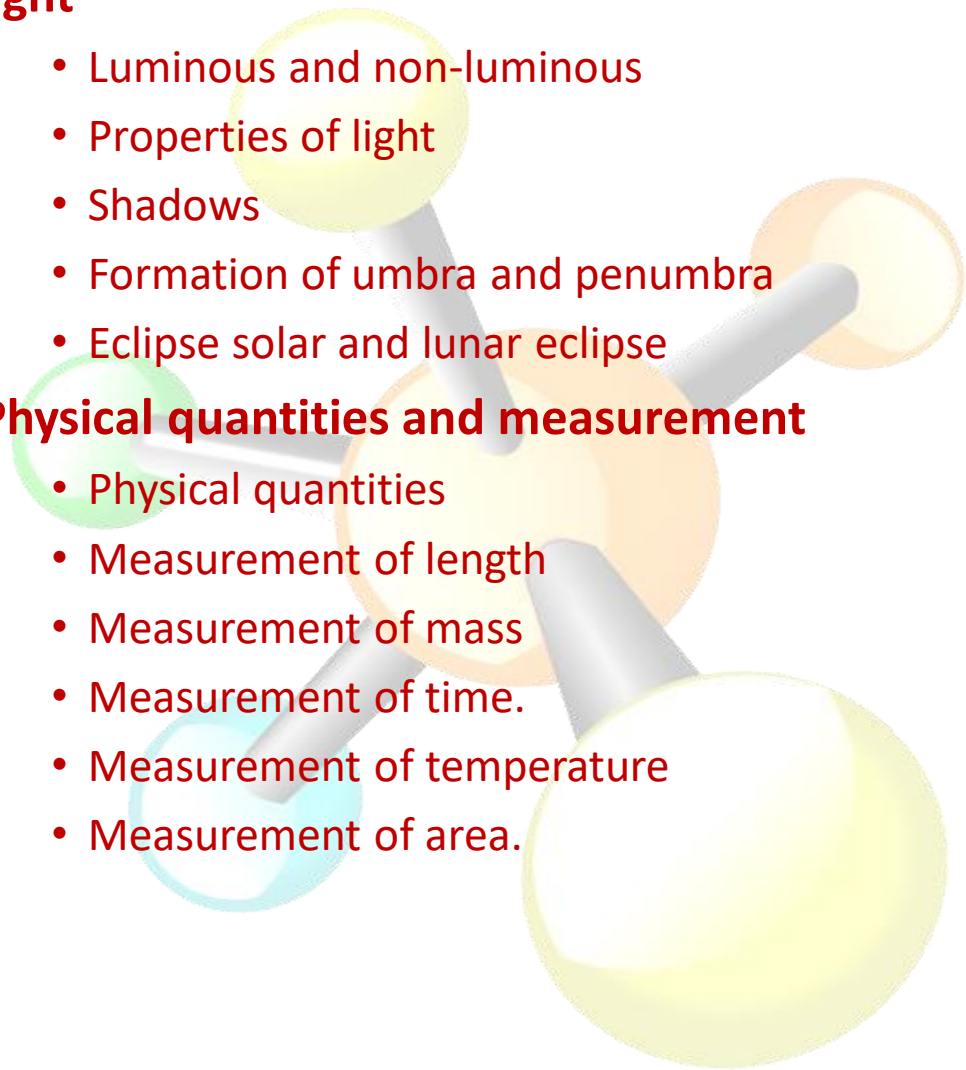 ght
• Luminous and non-luminous
• Properties of light
• Shadows
• Formation of umbra and penumbra
• Eclipse solar and lunar eclipse
Physical quantities and measurement
• Physical quantities
• Measurement of length
• Measurement of mass
• Measurement of time.
• Measurement of temperature
• Measurement of area.